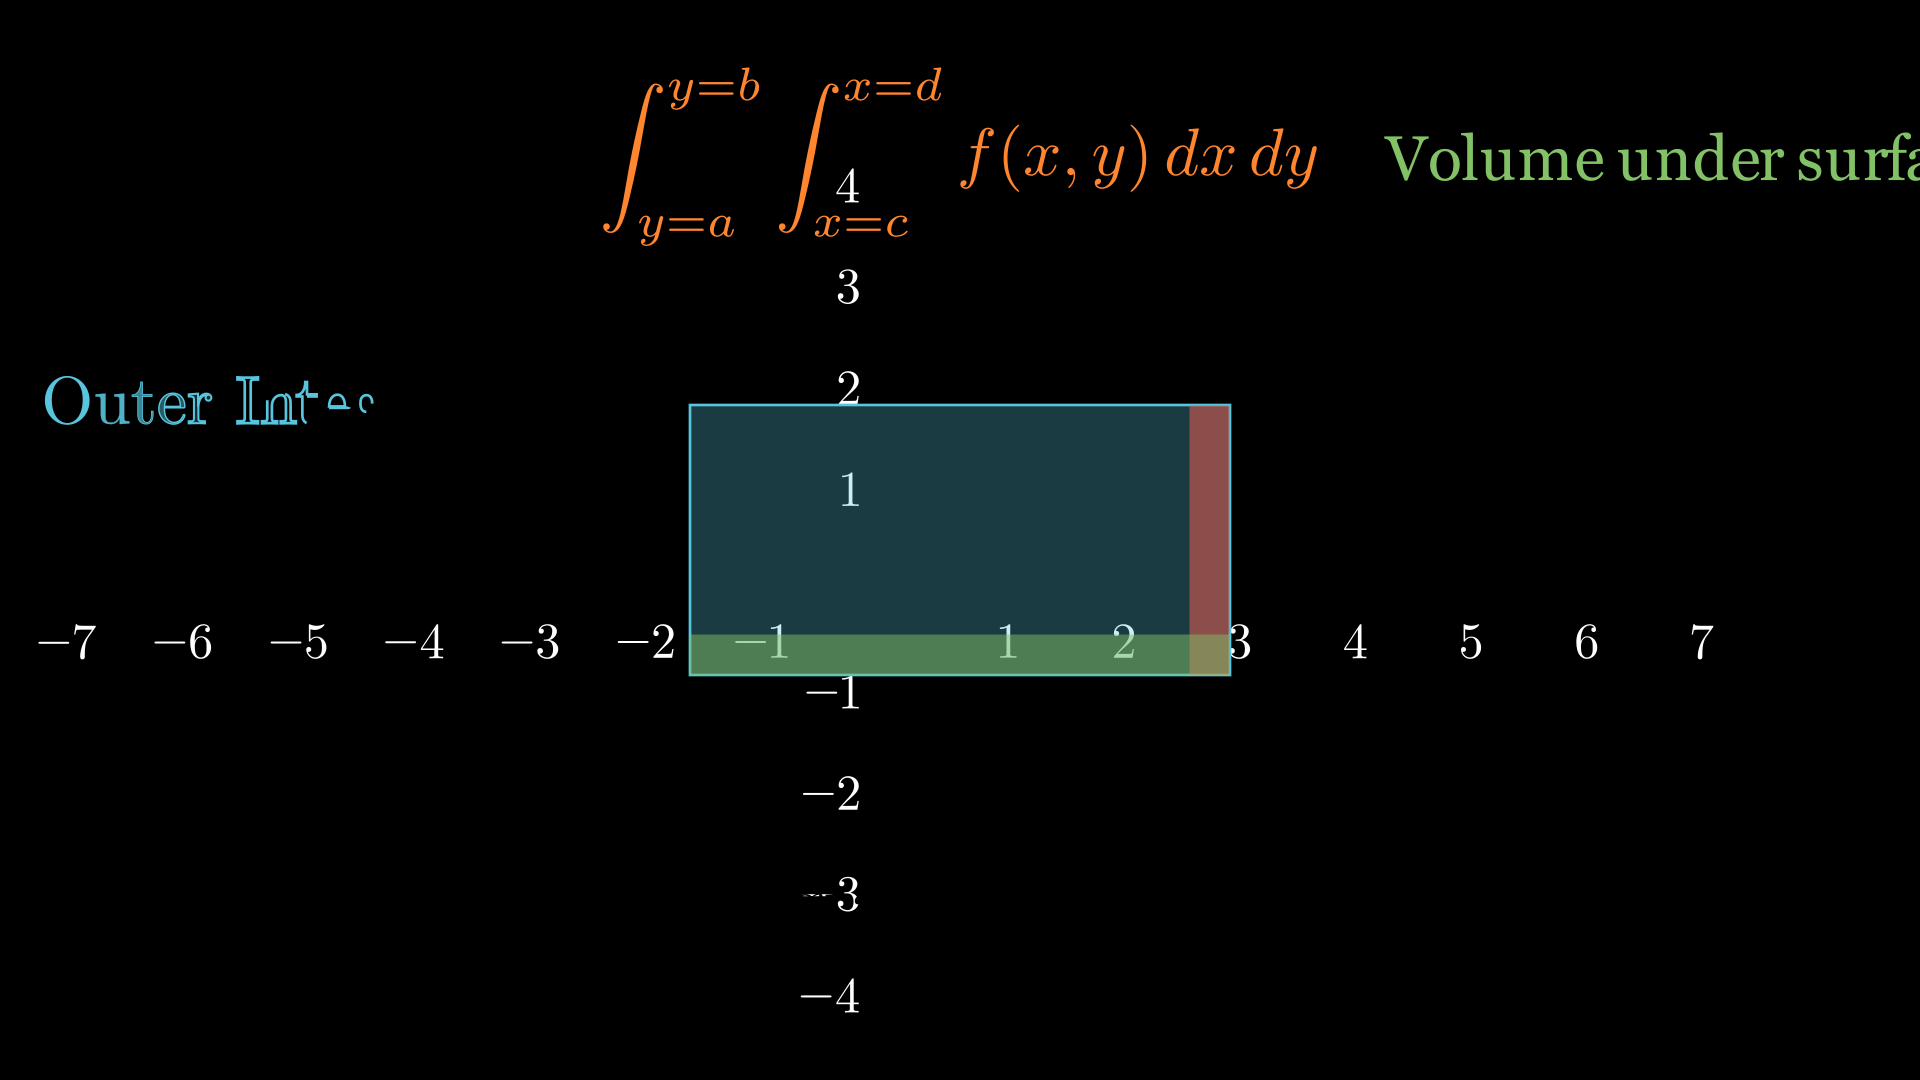 ∫_{y=a}^{y=b} ∫_{x=c}^{x=d} f(x, y) dx dy Volume under
4
3
2
Outer
1
−7 −6 −5 −4 −3 −2 −1 1 2 3 4 5 6 7
−1
−2
−3
−4